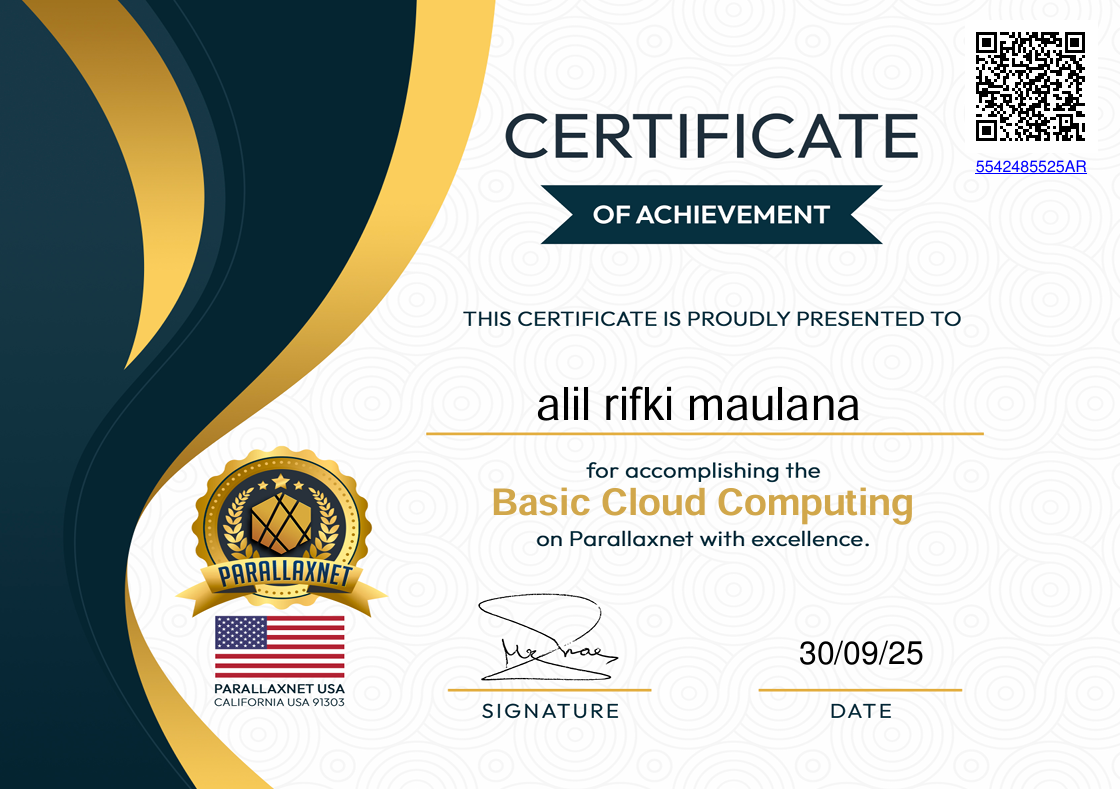 5542485525AR
CERTIFICATE
OF ACHIEVEMENT
THIS CERTIFICATE IS PROUDLY PRESENTED TO
alil rifki maulana
for accomplishing the
Basic Cloud Computing
on Parallaxnet with excellence.
PARALLAXNET
PARALLAXNET USA
CALIFORNIA USA 91303
SIGNATURE
30/09/25
DATE